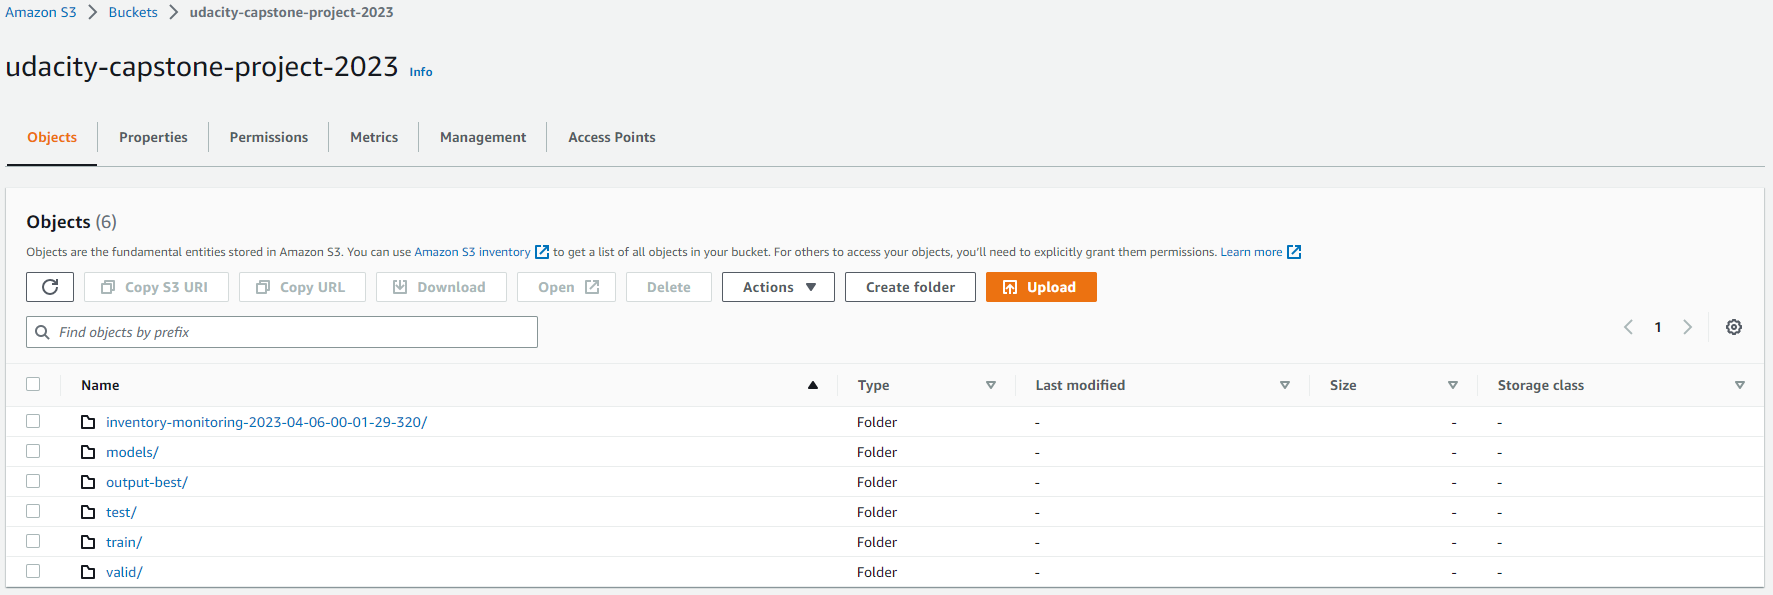 Amazon S3 > Buckets > udacity-capstone-project-2023
udacity-capstone-project-2023 Info
Objects Properties Permissions Metrics Management Access Points
Objects (6)
Objects are the fundamental entities stored in Amazon S3. You can use Amazon S3 inventory to get a list of all objects in your bucket. For others to access your objects, you'll need to explicitly grant them permissions. Learn more
Copy S3 URI Copy URL Download Open Delete Actions Create folder Upload
Find objects by prefix
1
Name Type Last modified Size Storage class
inventory-monitoring-2023-04-06-00-01-29-320/ Folder - - -
models/ Folder - - -
output-best/ Folder - - -
test/ Folder - - -
train/ Folder - - -
valid/ Folder - - -